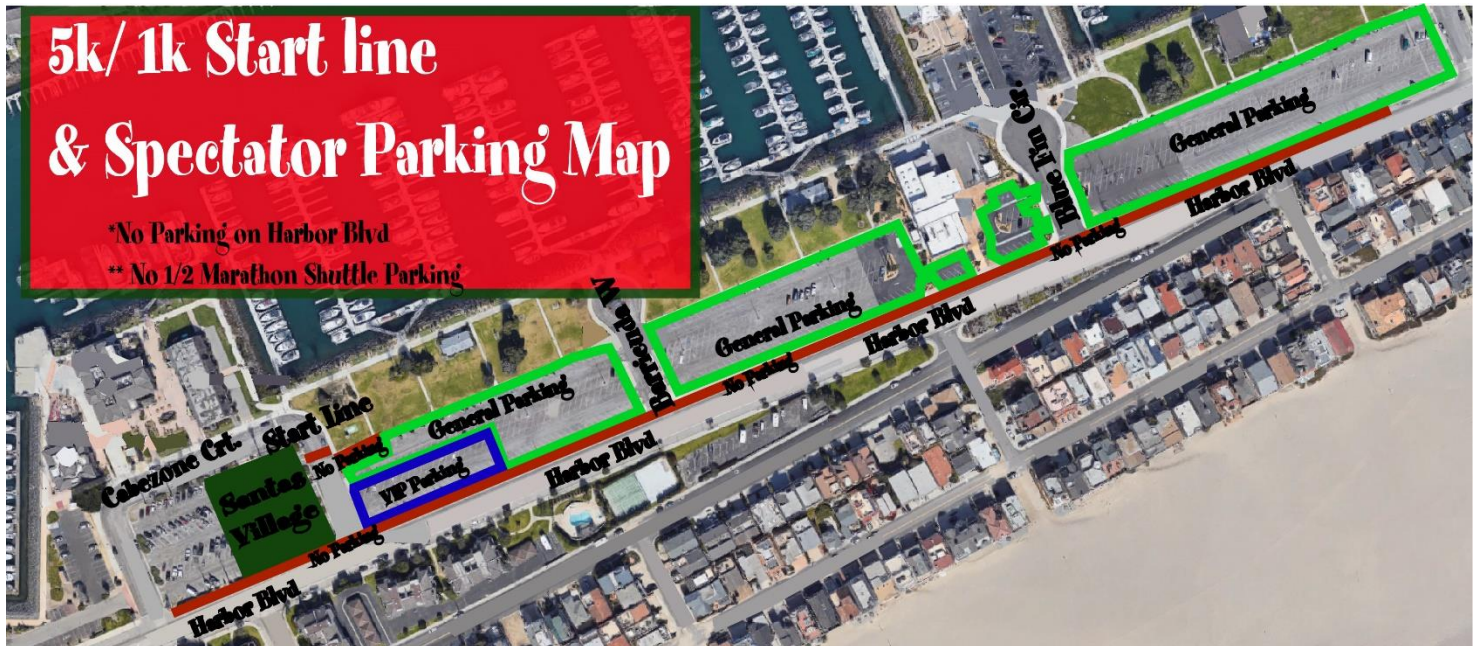 5k/ 1k Start line
& Spectator Parking Map
*No Parking on Harbor Blvd
** No 1/2 Marathon Shuttle Parking
Blue Fin Cir.
General Parking
Harbor Blvd
No Parking
Barricuda W
General Parking
Harbor Blvd
No Parking
General Parking
Start Line
No Parking
Cabezone Crt.
VIP Parking
Santas
Village
Harbor Blvd
No Parking
Harbor Blvd